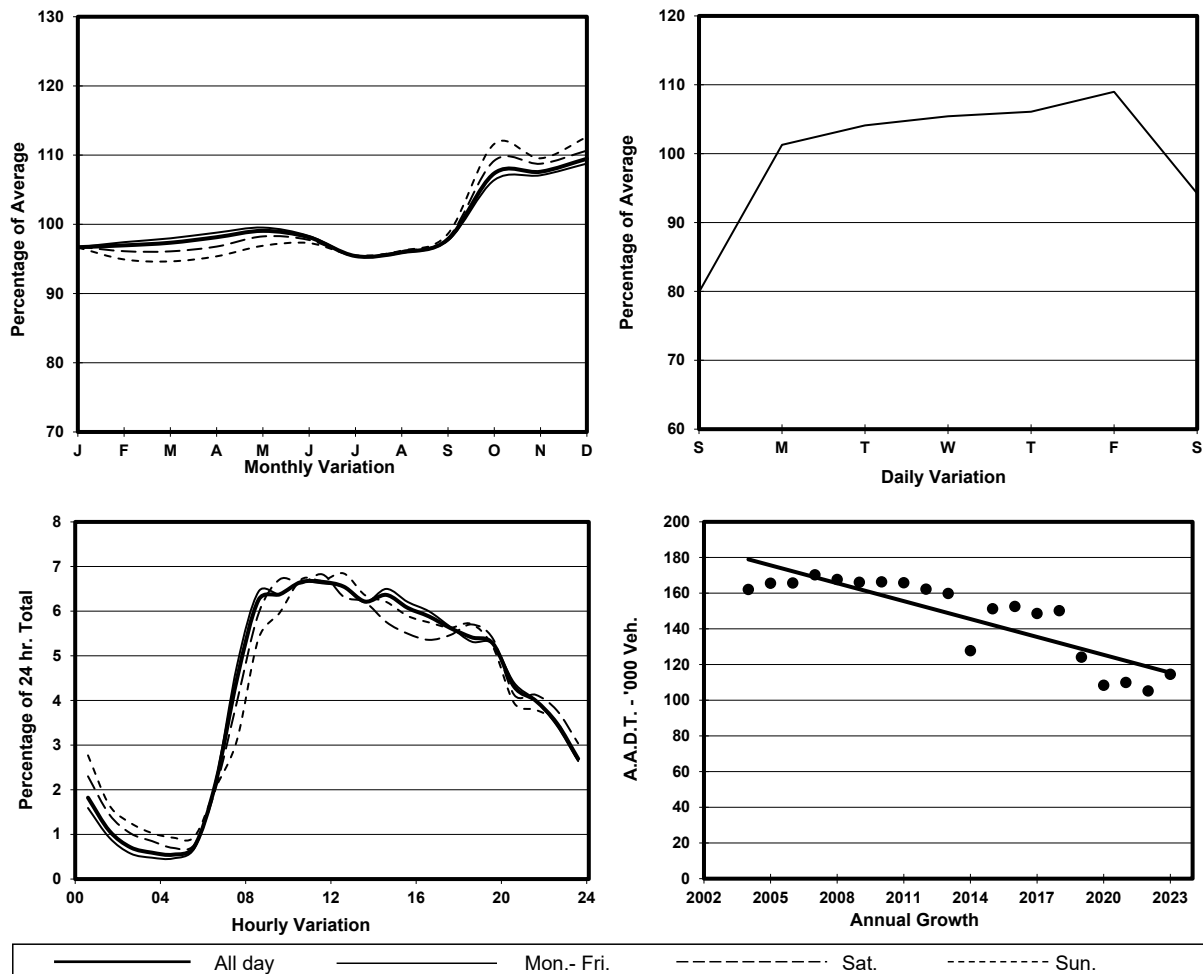 130
120
110
100
90
80
70
Percentage of Average
J F M A M J J A S O N D
Monthly Variation
120
110
100
90
80
70
60
Percentage of Average
S M T W T F S
Daily Variation
8
7
6
5
4
3
2
1
0
Percentage of 24 hr. Total
00 04 08 12 16 20 24
Hourly Variation
200
180
160
140
120
100
80
60
40
20
0
A.A.D.T. - '000 Veh.
2002 2005 2008 2011 2014 2017 2020 2023
Annual Growth
All day Mon.- Fri. Sat. Sun.